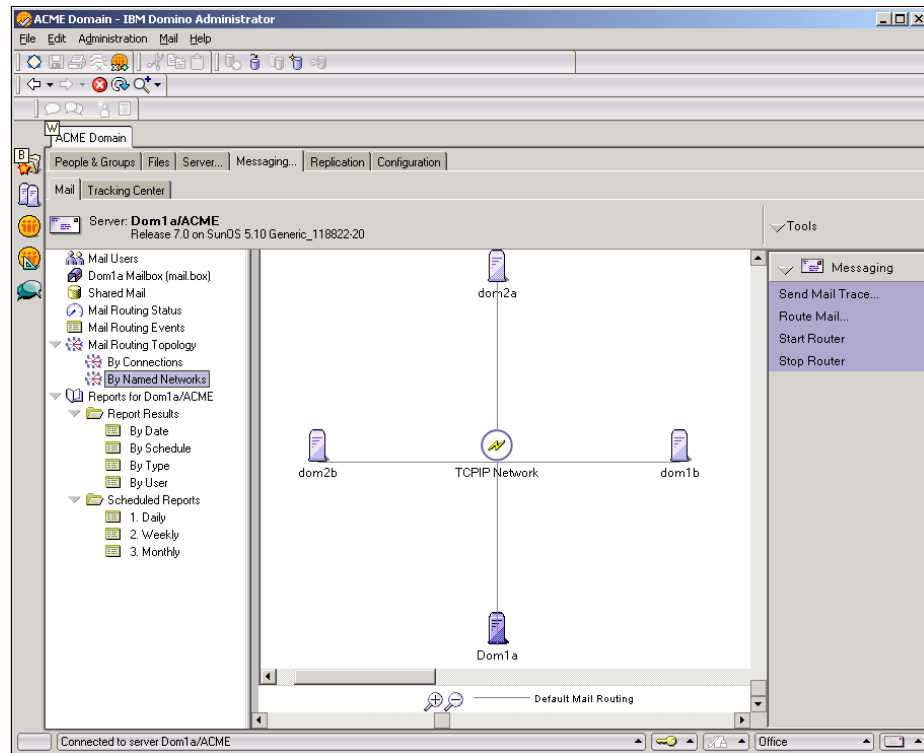 ACME Domain - IBM Domino Administrator
File Edit Administration Mail Help
W
ACME Domain
B
People & Groups Files Server... Messaging... Replication Configuration
Mail Tracking Center
Server: Dom1a/ACME
Release 7.0 on SunOS 5.10 Generic_118822-20
Tools
Mail Users
Dom1a Mailbox (mail.box)
Shared Mail
Mail Routing Status
Mail Routing Events
Mail Routing Topology
By Connections
By Named Networks
Reports for Dom1a/ACME
Report Results
By Date
By Schedule
By Type
By User
Scheduled Reports
1. Daily
2. Weekly
3. Monthly
dom2a
dom2b
TCPIP Network
dom1b
Dom1a
Default Mail Routing
Messaging
Send Mail Trace...
Route Mail...
Start Router
Stop Router
Connected to server Dom1a/ACME
Office